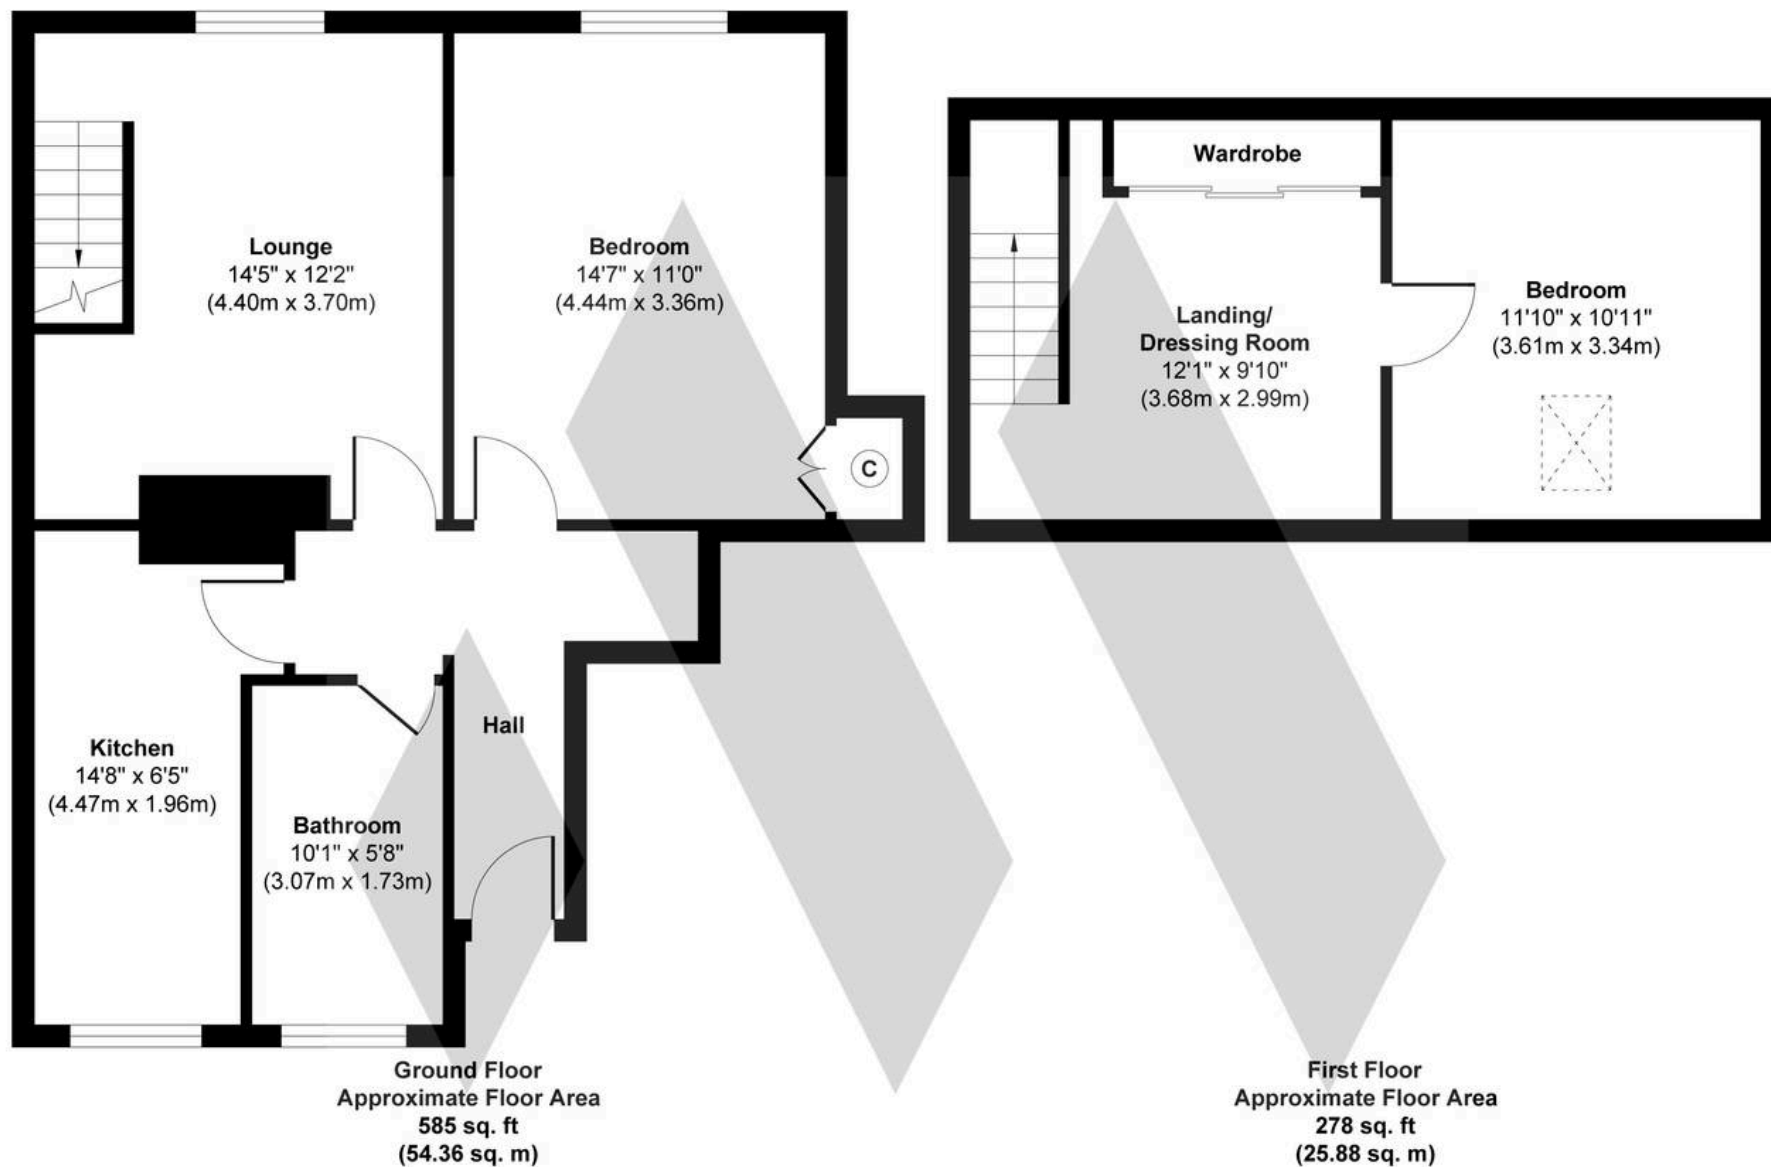 Lounge
14'5" x 12'2"
(4.40m x 3.70m)
Bedroom
14'7" x 11'0"
(4.44m x 3.36m)
C
Kitchen
14'8" x 6'5"
(4.47m x 1.96m)
Bathroom
10'1" x 5'8"
(3.07m x 1.73m)
Hall
Ground Floor
Approximate Floor Area
585 sq. ft
(54.36 sq. m)
Wardrobe
Landing/
Dressing Room
12'1" x 9'10"
(3.68m x 2.99m)
Bedroom
11'10" x 10'11"
(3.61m x 3.34m)
First Floor
Approximate Floor Area
278 sq. ft
(25.88 sq. m)